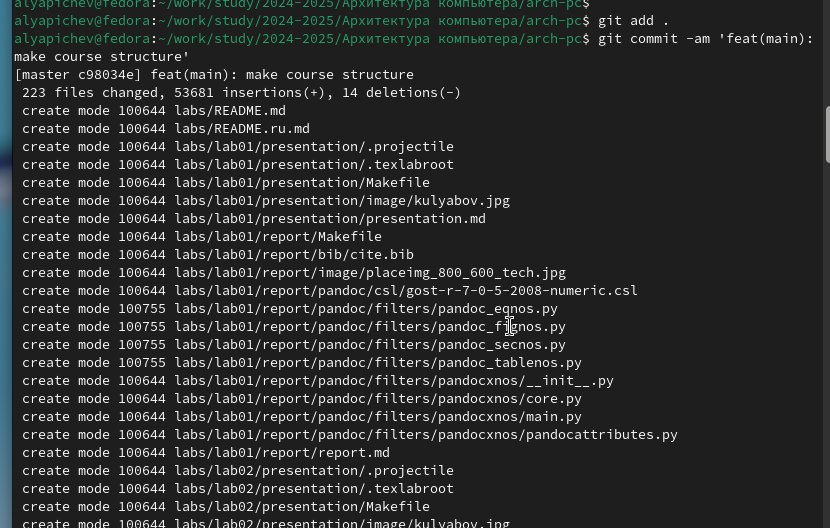 alyapichev@fedora:~/work/study/2024-2025/Архитектура компьютера/arch-pc$
alyapichev@fedora:~/work/study/2024-2025/Архитектура компьютера/arch-pc$ git add .
alyapichev@fedora:~/work/study/2024-2025/Архитектура компьютера/arch-pc$ git commit -am 'feat(main):
make course structure'
[master c98034e] feat(main): make course structure
 223 files changed, 53681 insertions(+), 14 deletions(-)
 create mode 100644 labs/README.md
 create mode 100644 labs/README.ru.md
 create mode 100644 labs/lab01/presentation/.projectile
 create mode 100644 labs/lab01/presentation/.texlabroot
 create mode 100644 labs/lab01/presentation/Makefile
 create mode 100644 labs/lab01/presentation/image/kulyabov.jpg
 create mode 100644 labs/lab01/presentation/presentation.md
 create mode 100644 labs/lab01/report/Makefile
 create mode 100644 labs/lab01/report/bib/cite.bib
 create mode 100644 labs/lab01/report/image/placeimg_800_600_tech.jpg
 create mode 100644 labs/lab01/report/pandoc/csl/gost-r-7-0-5-2008-numeric.csl
 create mode 100755 labs/lab01/report/pandoc/filters/pandoc_eqnos.py
 create mode 100755 labs/lab01/report/pandoc/filters/pandoc_fignos.py
 create mode 100755 labs/lab01/report/pandoc/filters/pandoc_secnos.py
 create mode 100755 labs/lab01/report/pandoc/filters/pandoc_tablenos.py
 create mode 100644 labs/lab01/report/pandoc/filters/pandocxnos/__init__.py
 create mode 100644 labs/lab01/report/pandoc/filters/pandocxnos/core.py
 create mode 100644 labs/lab01/report/pandoc/filters/pandocxnos/main.py
 create mode 100644 labs/lab01/report/pandoc/filters/pandocxnos/pandocattributes.py
 create mode 100644 labs/lab01/report/report.md
 create mode 100644 labs/lab02/presentation/.projectile
 create mode 100644 labs/lab02/presentation/.texlabroot
 create mode 100644 labs/lab02/presentation/Makefile
 create mode 100644 labs/lab02/presentation/image/kulyabov.jpg